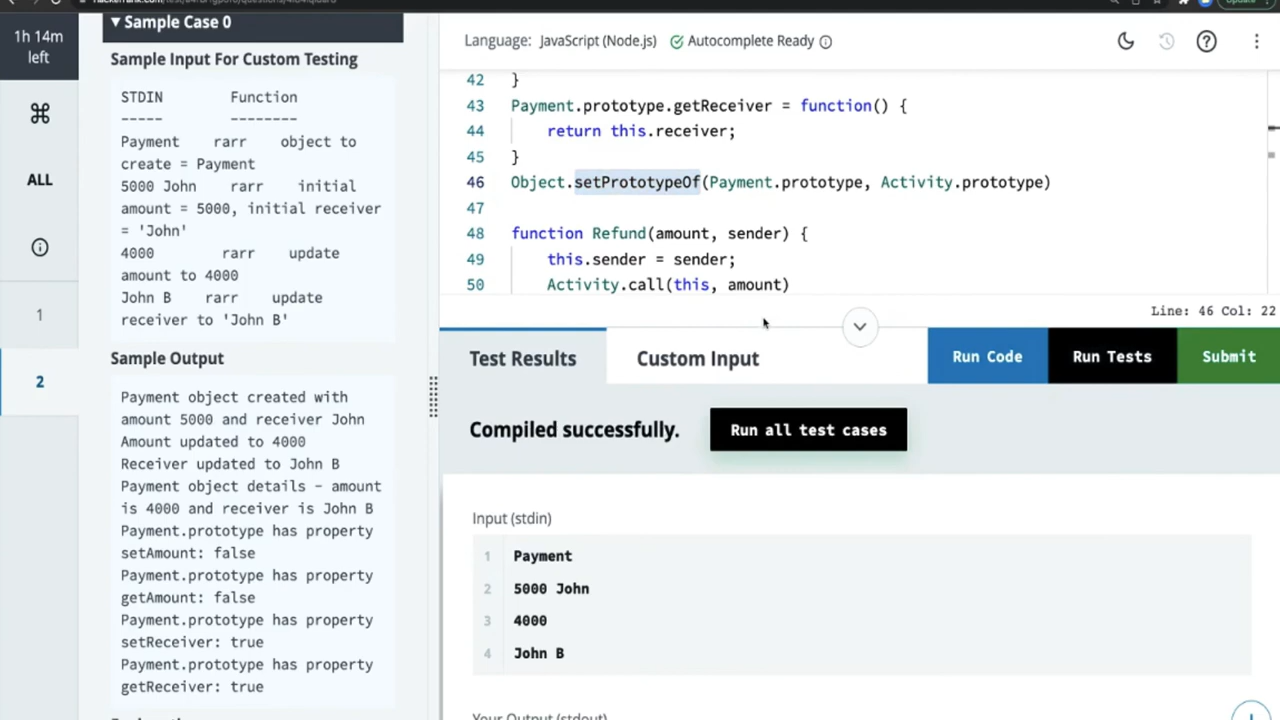 1h 14m
left
ALL
1
2
▼ Sample Case 0
Sample Input For Custom Testing
STDIN Function
----- --------
Payment rarr object to
create = Payment
5000 John rarr initial
amount = 5000, initial receiver
= 'John'
4000 rarr update
amount to 4000
John B rarr update
receiver to 'John B'
Sample Output
Payment object created with
amount 5000 and receiver John
Amount updated to 4000
Receiver updated to John B
Payment object details - amount
is 4000 and receiver is John B
Payment.prototype has property
setAmount: false
Payment.prototype has property
getAmount: false
Payment.prototype has property
setReceiver: true
Payment.prototype has property
getReceiver: true
Language: JavaScript (Node.js) Autocomplete Ready
42 }
43 Payment.prototype.getReceiver = function() {
44 return this.receiver;
45 }
46 Object.setPrototypeOf(Payment.prototype, Activity.prototype)
47
48 function Refund(amount, sender) {
49 this.sender = sender;
50 Activity.call(this, amount)
Line: 46 Col: 22
Test Results Custom Input Run Code Run Tests Submit
Compiled successfully. Run all test cases
Input (stdin)
1 Payment
2 5000 John
3 4000
4 John B
Your Output (stdout)